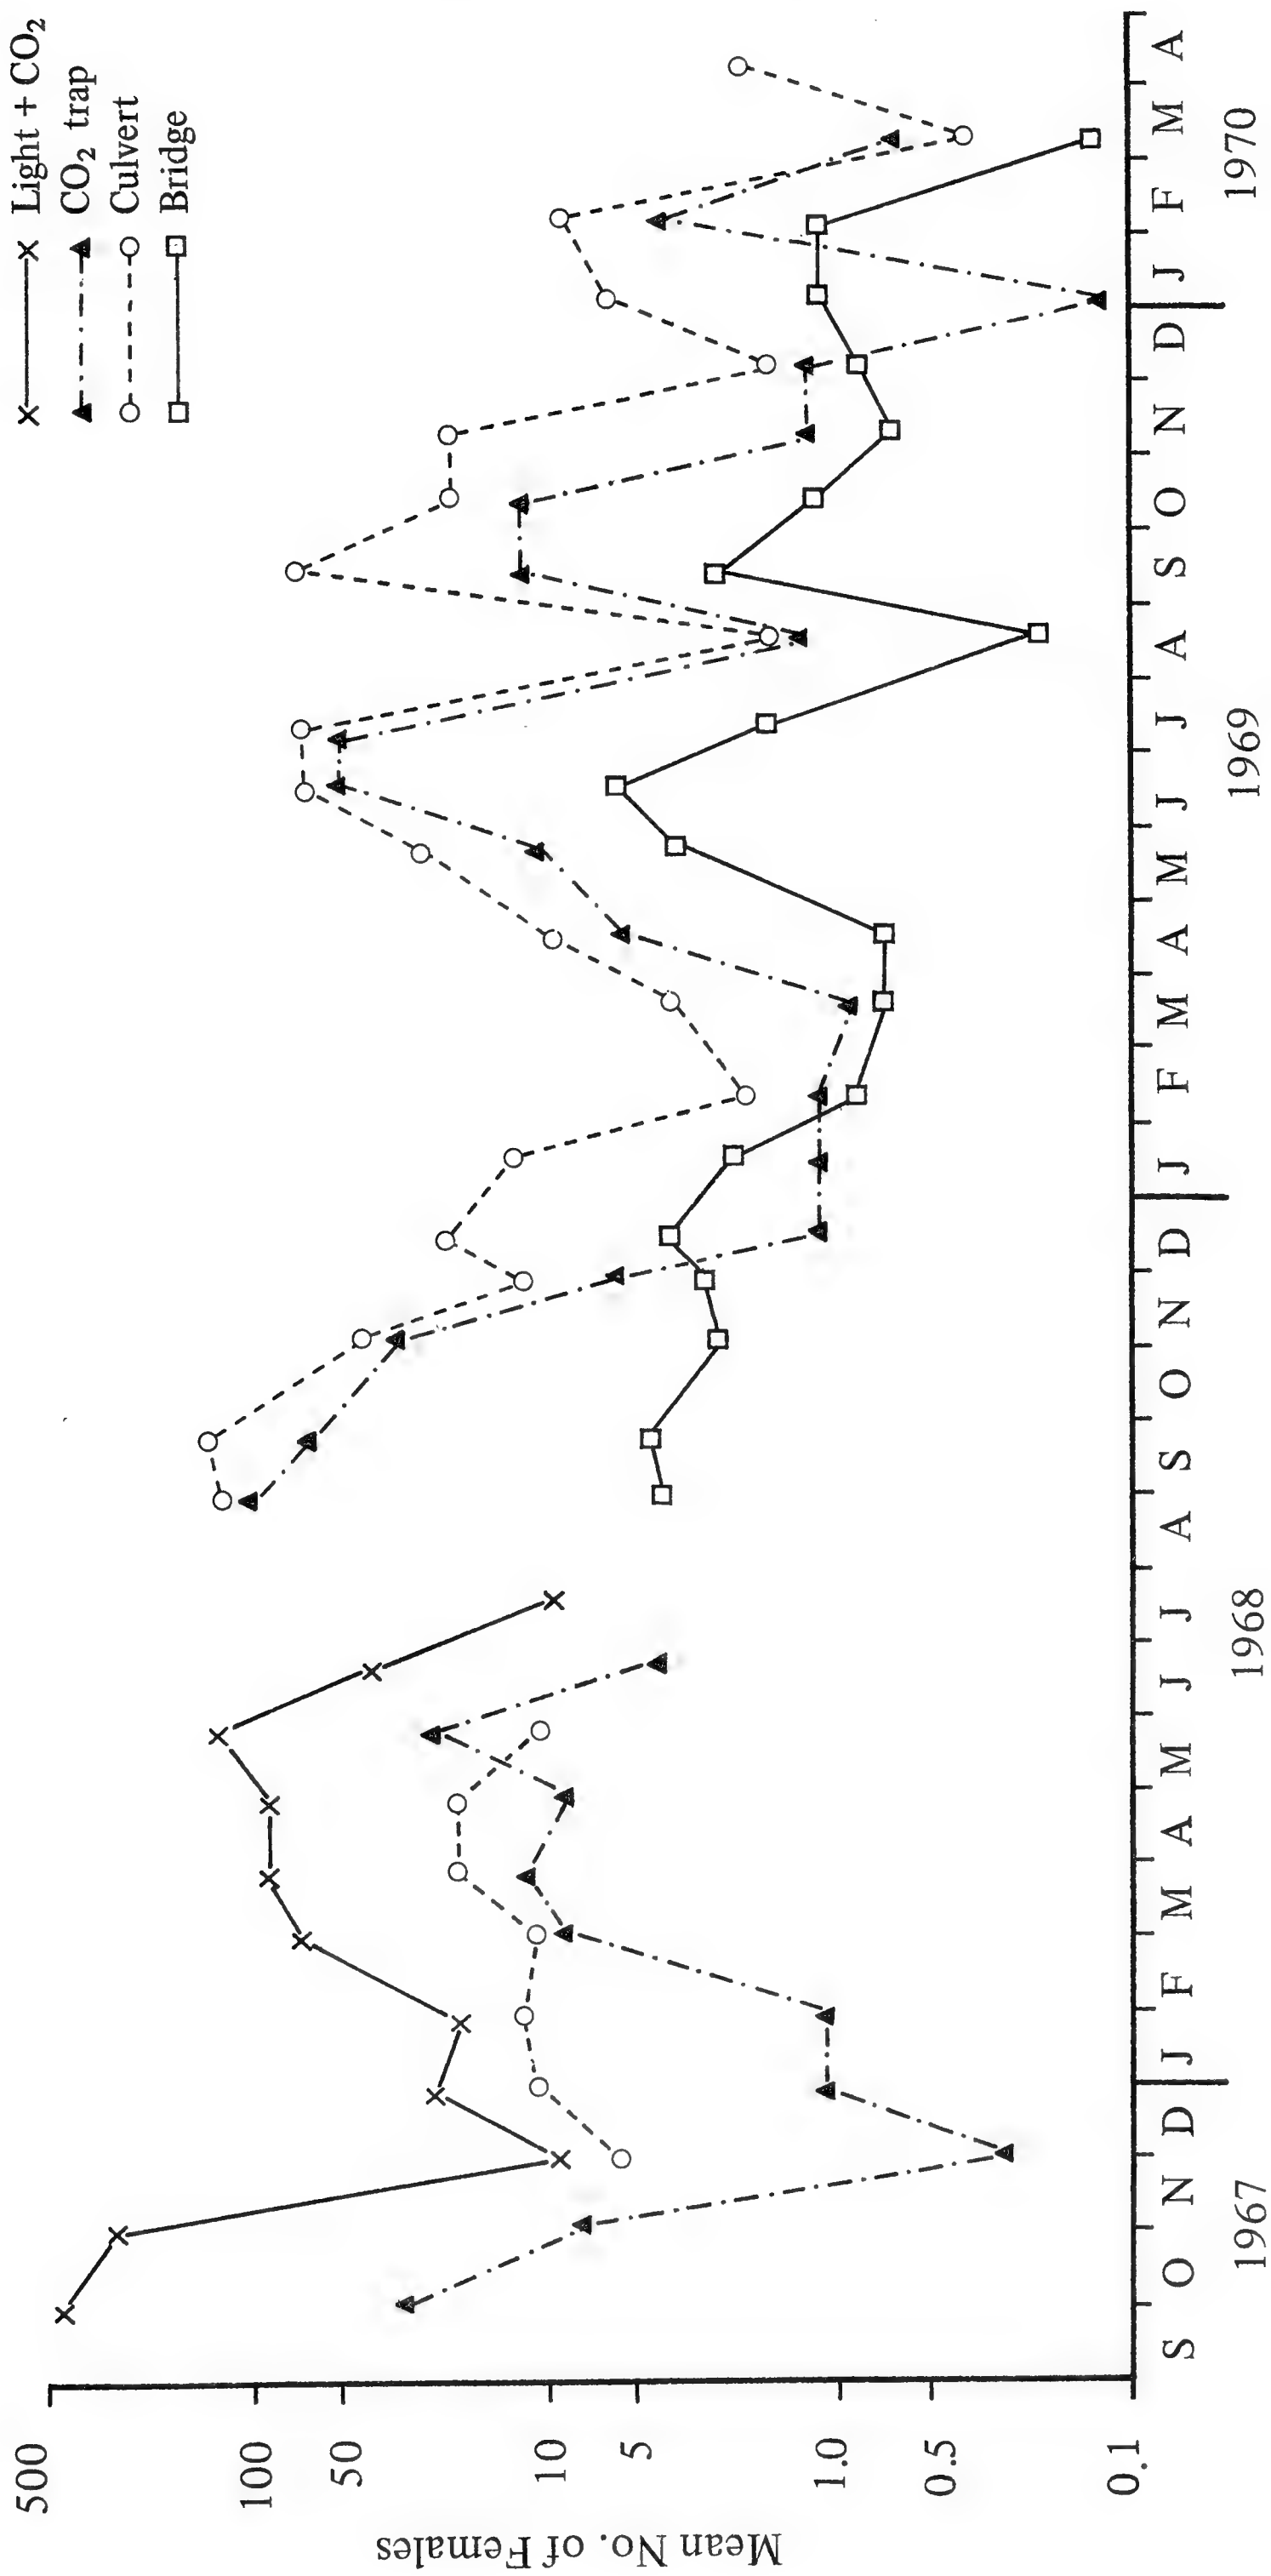 ×——× Light + CO₂
▲-·-·-▲ CO₂ trap
○-----○ Culvert
□——□ Bridge
Mean No. of Females
500
100
50
10
5
1.0
0.5
0.1
S O N D J F M A M J J A S O N D J F M A M J J A S O N D J F M A
1967 1968 1969 1970